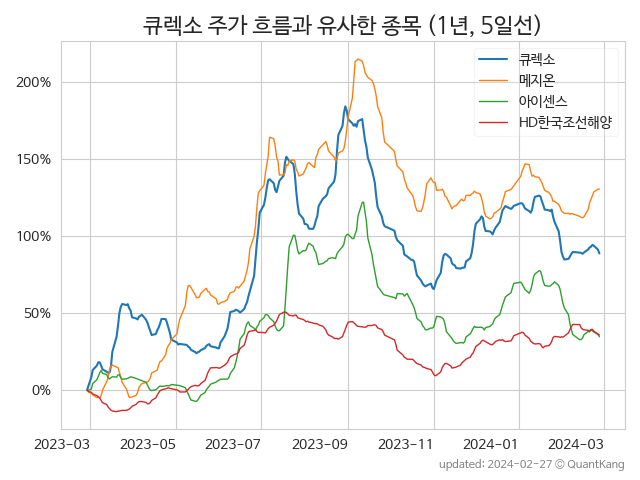 큐렉소 주가 흐름과 유사한 종목 (1년, 5일선)
큐렉소
메지온
아이센스
HD한국조선해양
200%
150%
100%
50%
0%
2023-03 2023-05 2023-07 2023-09 2023-11 2024-01 2024-03
updated: 2024-02-27 © QuantKang